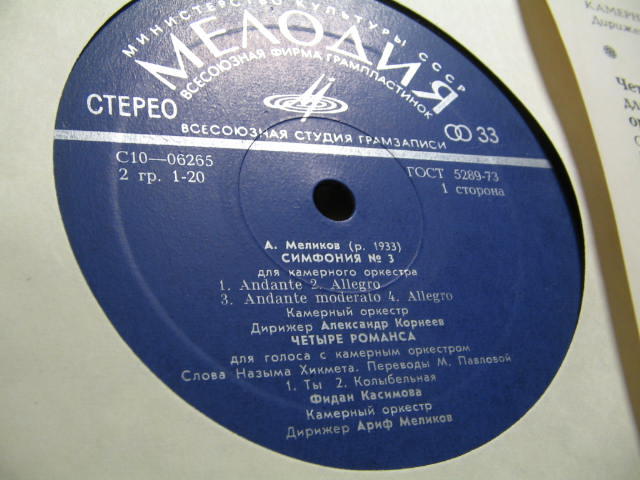 МИНИСТЕРСТВО КУЛЬТУРЫ СССР
МЕЛОДИЯ
ВСЕСОЮЗНАЯ ФИРМА ГРАМПЛАСТИНОК
СТЕРЕО
33
ВСЕСОЮЗНАЯ СТУДИЯ ГРАМЗАПИСИ
С10—06265
ГОСТ 5289-73
2 гр. 1-20
1 сторона
А. Меликов (р. 1933)
СИМФОНИЯ № 3
для камерного оркестра
1. Andante 2. Allegro
3. Andante moderato 4. Allegro
Камерный оркестр
Дирижер Александр Корнеев
ЧЕТЫРЕ РОМАНСА
для голоса с камерным оркестром
Слова Назыма Хикмета. Переводы М. Павловой
1. Ты 2. Колыбельная
Фидан Касимова
Камерный оркестр
Дирижер Ариф Меликов